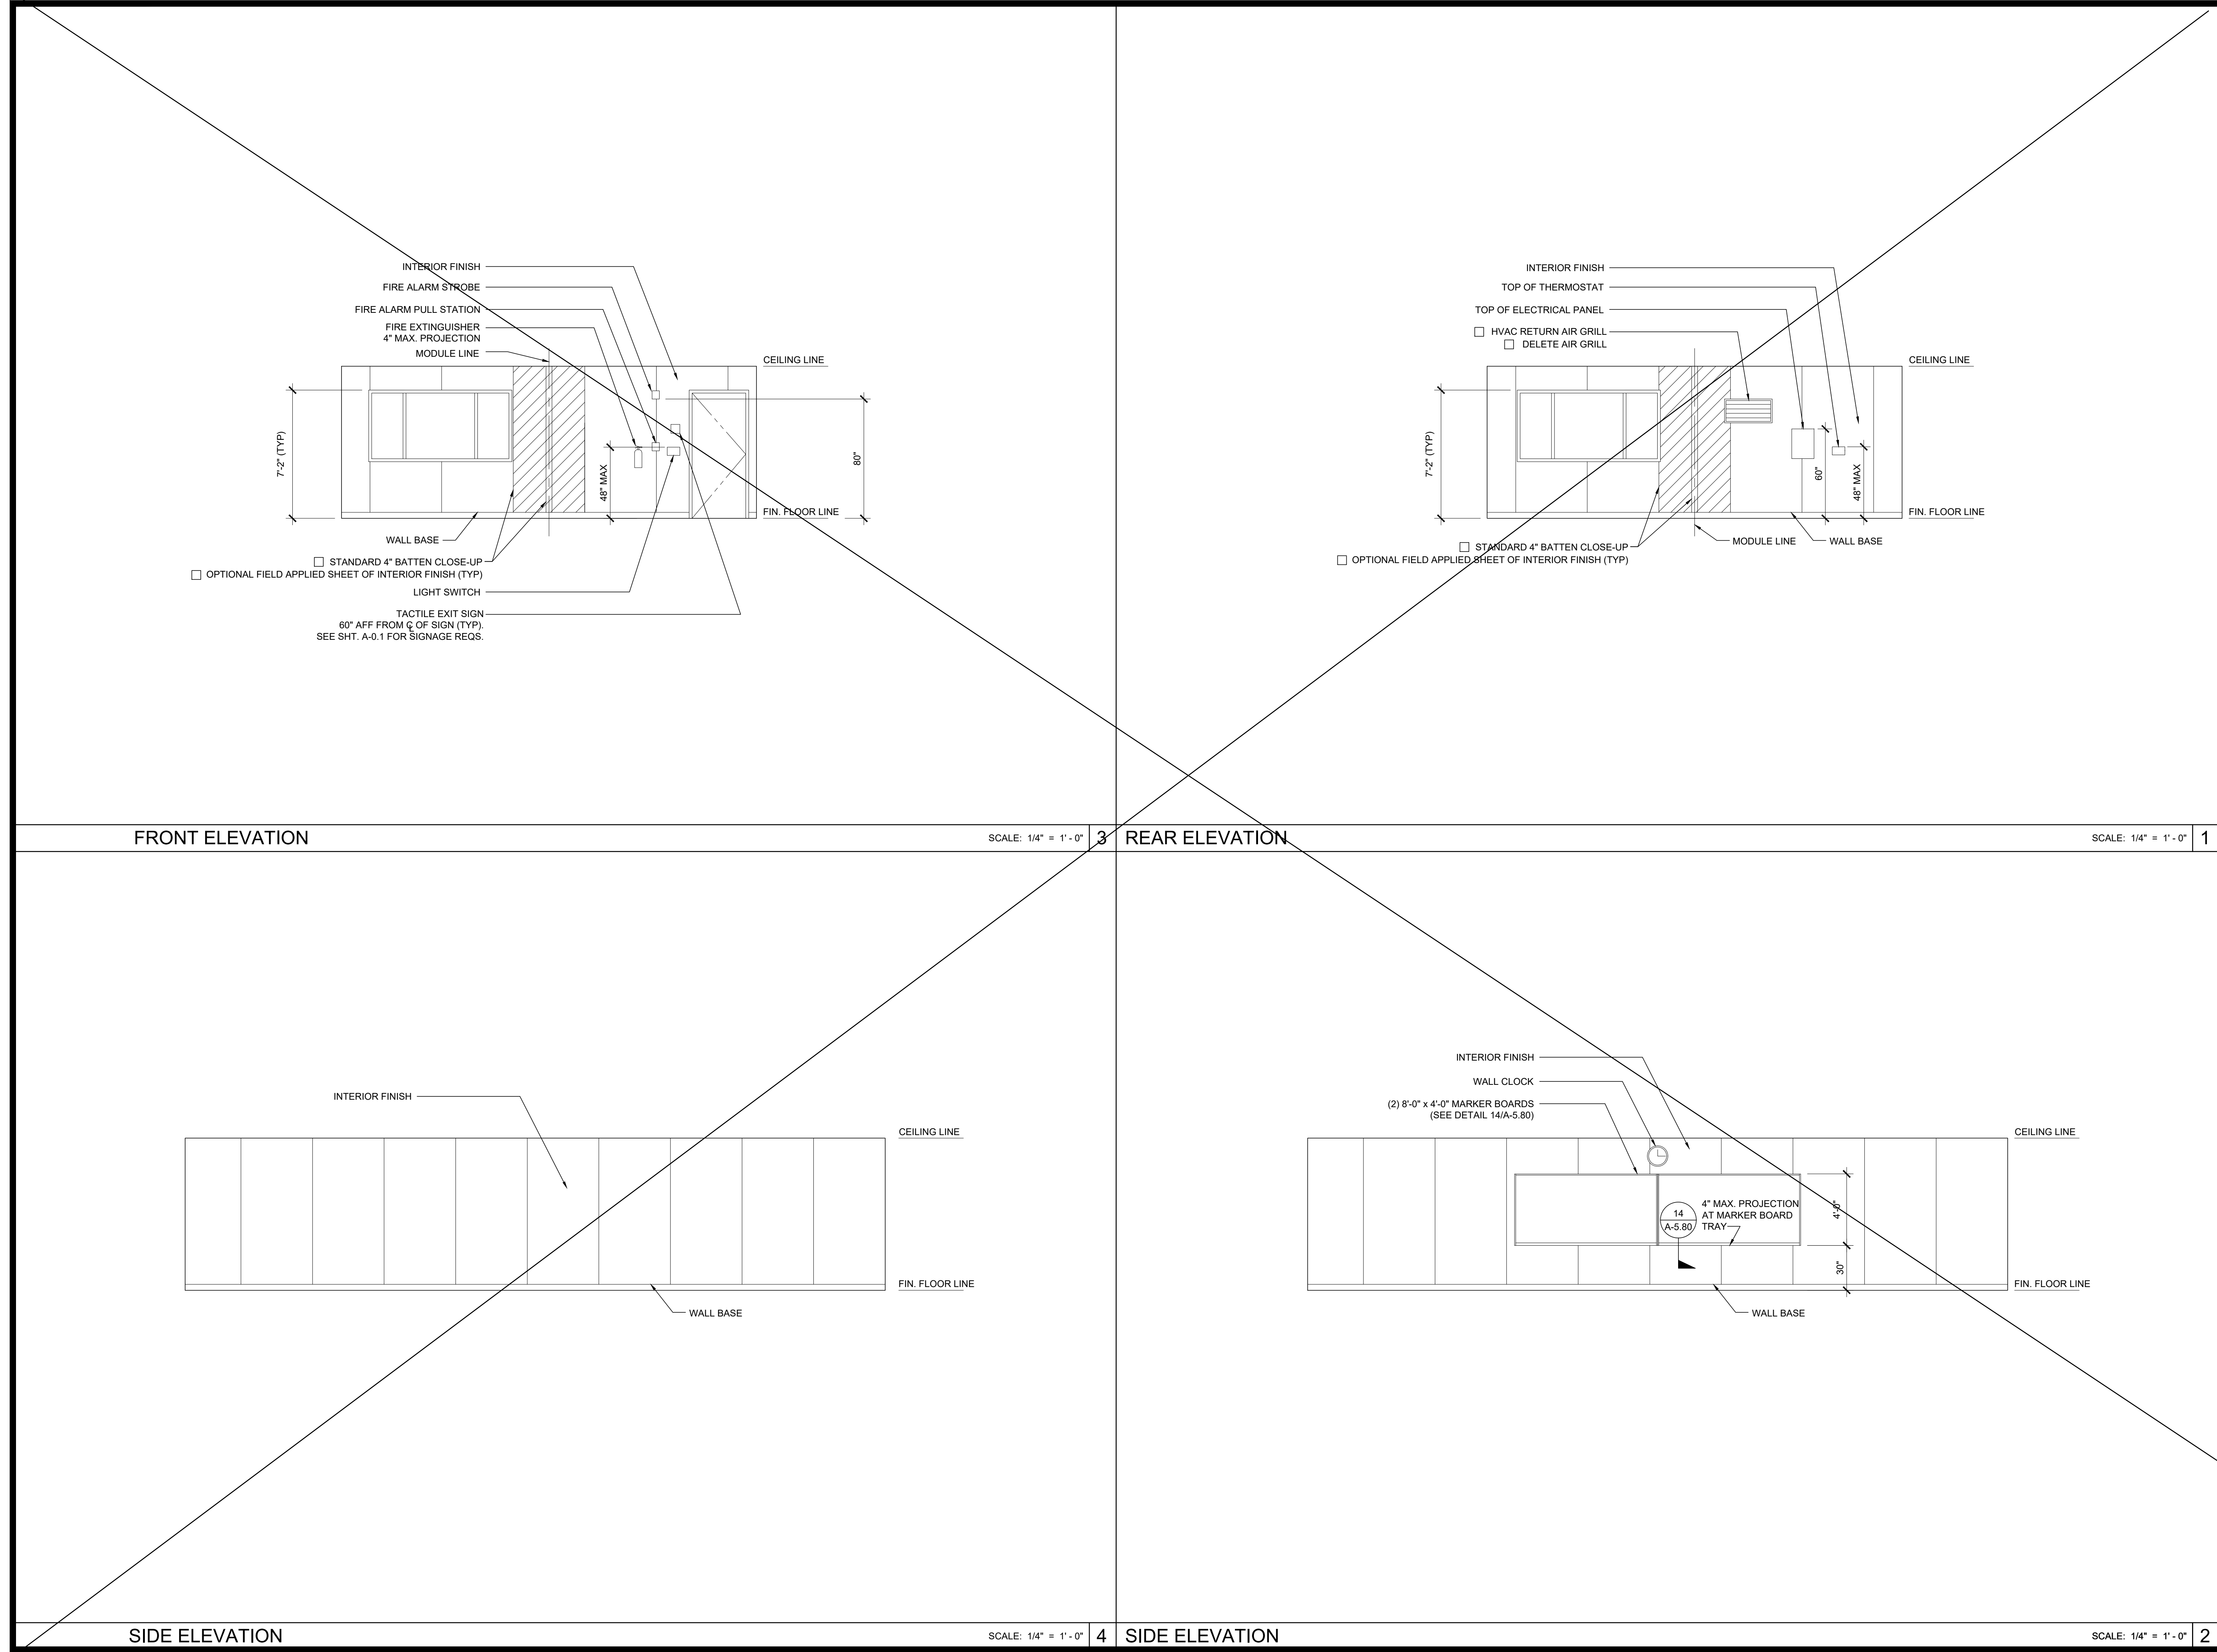 INTERIOR FINISH
FIRE ALARM STROBE
FIRE ALARM PULL STATION
FIRE EXTINGUISHER
4" MAX. PROJECTION
MODULE LINE
CEILING LINE
7'-2" (TYP)
48" MAX
80"
FIN. FLOOR LINE
WALL BASE
STANDARD 4" BATTEN CLOSE-UP
OPTIONAL FIELD APPLIED SHEET OF INTERIOR FINISH (TYP)
LIGHT SWITCH
TACTILE EXIT SIGN
60" AFF FROM ℄ OF SIGN (TYP).
SEE SHT. A-0.1 FOR SIGNAGE REQS.
FRONT ELEVATION
SCALE: 1/4" = 1' - 0"
3
INTERIOR FINISH
TOP OF THERMOSTAT
TOP OF ELECTRICAL PANEL
HVAC RETURN AIR GRILL
DELETE AIR GRILL
CEILING LINE
7'-2" (TYP)
60"
48" MAX
FIN. FLOOR LINE
MODULE LINE
WALL BASE
STANDARD 4" BATTEN CLOSE-UP
OPTIONAL FIELD APPLIED SHEET OF INTERIOR FINISH (TYP)
REAR ELEVATION
SCALE: 1/4" = 1' - 0"
1
INTERIOR FINISH
CEILING LINE
FIN. FLOOR LINE
WALL BASE
SIDE ELEVATION
SCALE: 1/4" = 1' - 0"
4
INTERIOR FINISH
WALL CLOCK
(2) 8'-0" x 4'-0" MARKER BOARDS
(SEE DETAIL 14/A-5.80)
CEILING LINE
14
A-5.80
4" MAX. PROJECTION
AT MARKER BOARD
TRAY
4'-0"
30"
FIN. FLOOR LINE
WALL BASE
SIDE ELEVATION
SCALE: 1/4" = 1' - 0"
2